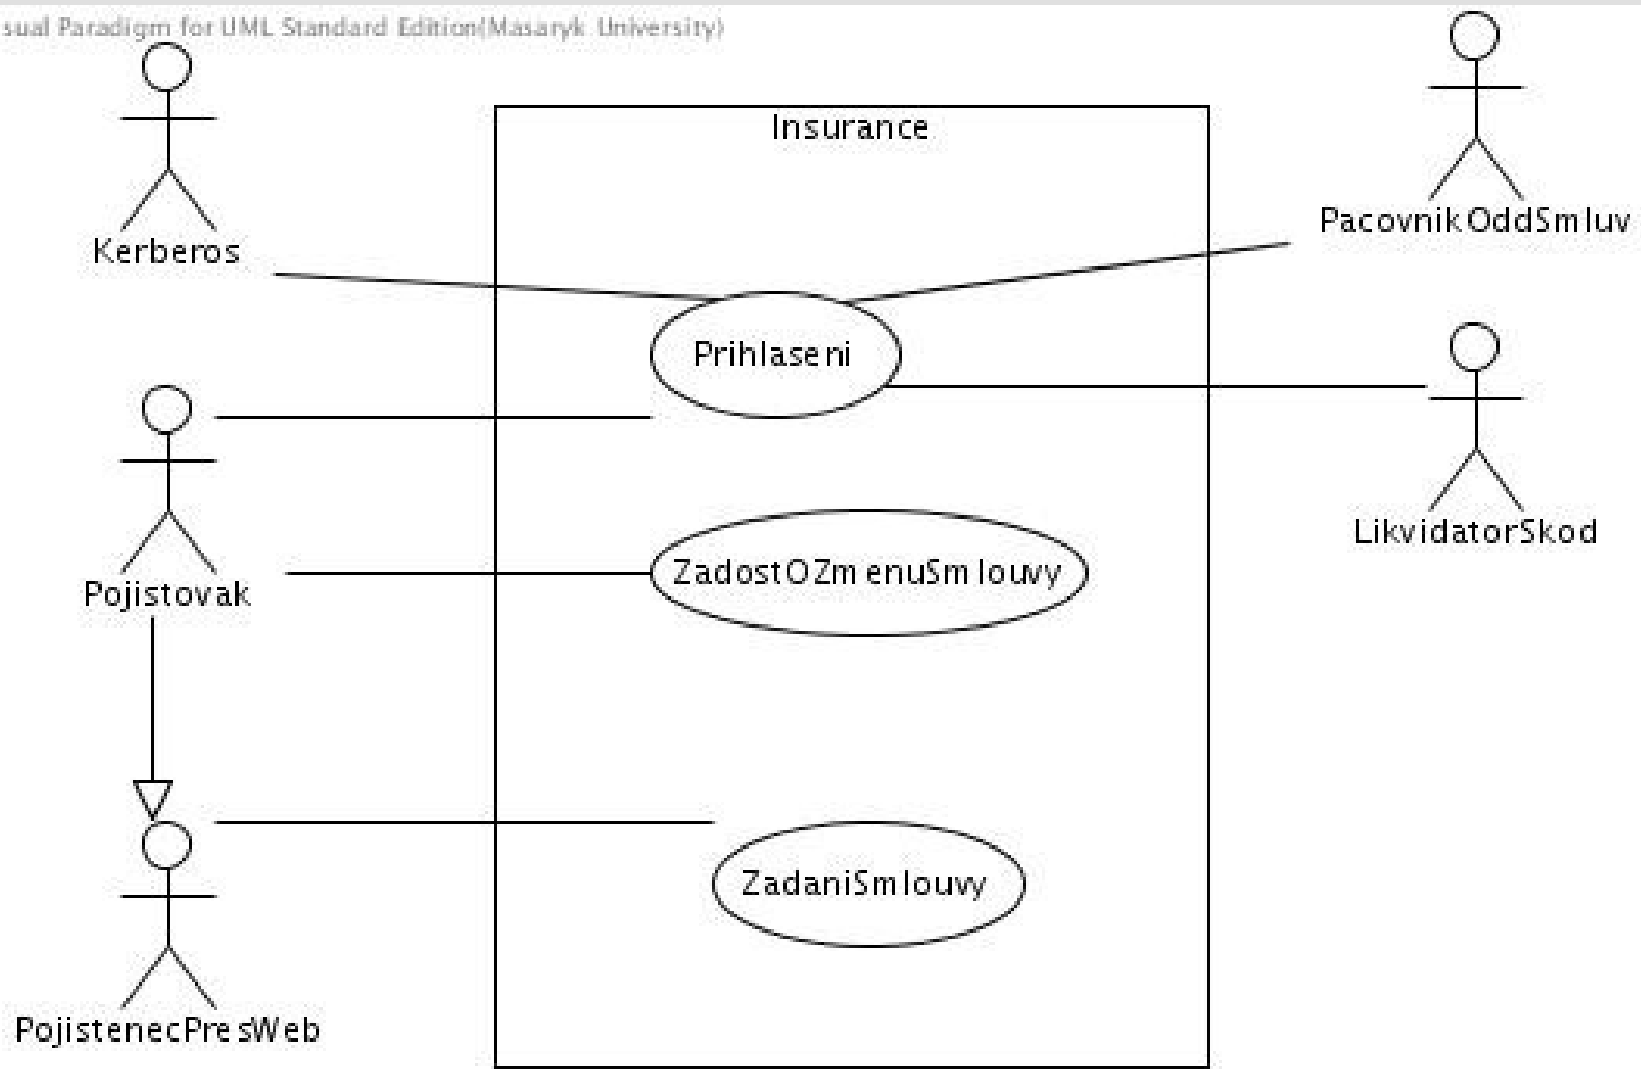 sual Paradigm for UML Standard Edition(Masaryk University)
Insurance
Kerberos
PacovnikOddSmluv
Prihlaseni
LikvidatorSkod
Pojistovak
ZadostOZmenuSmlouvy
ZadaniSmlouvy
PojistenecPresWeb